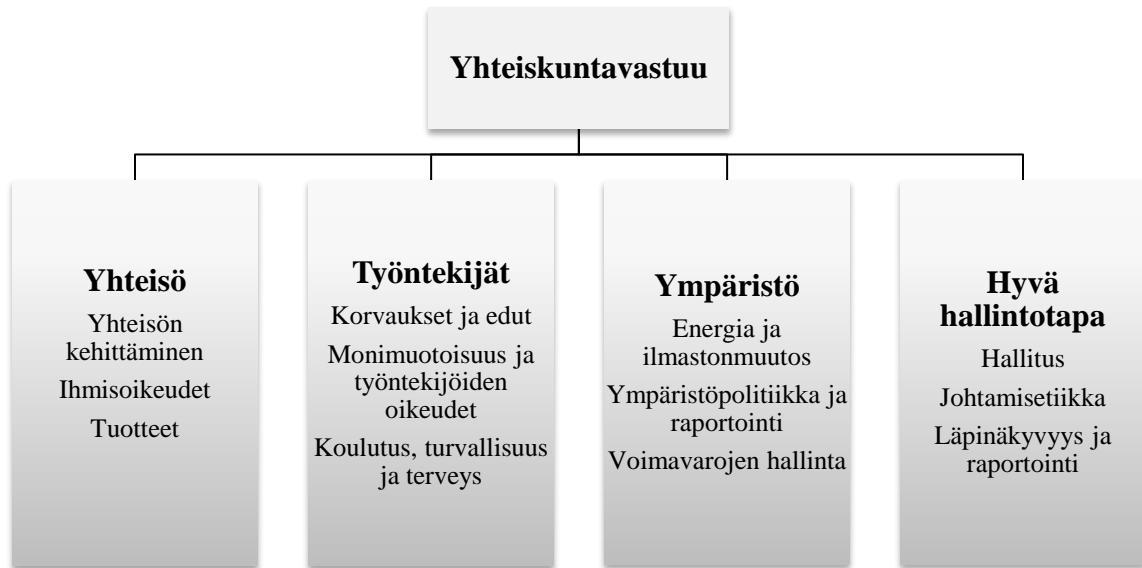 Yhteiskuntavastuu
Yhteisö
Yhteisön
kehittäminen
Ihmisoikeudet
Tuotteet
Työntekijät
Korvaukset ja edut
Monimuotoisuus ja
työntekijöiden
oikeudet
Koulutus, turvallisuus
ja terveys
Ympäristö
Energia ja
ilmastonmuutos
Ympäristöpolitiikka ja
raportointi
Voimavarojen hallinta
Hyvä
hallintotapa
Hallitus
Johtamisetiikka
Läpinäkyvyys ja
raportointi